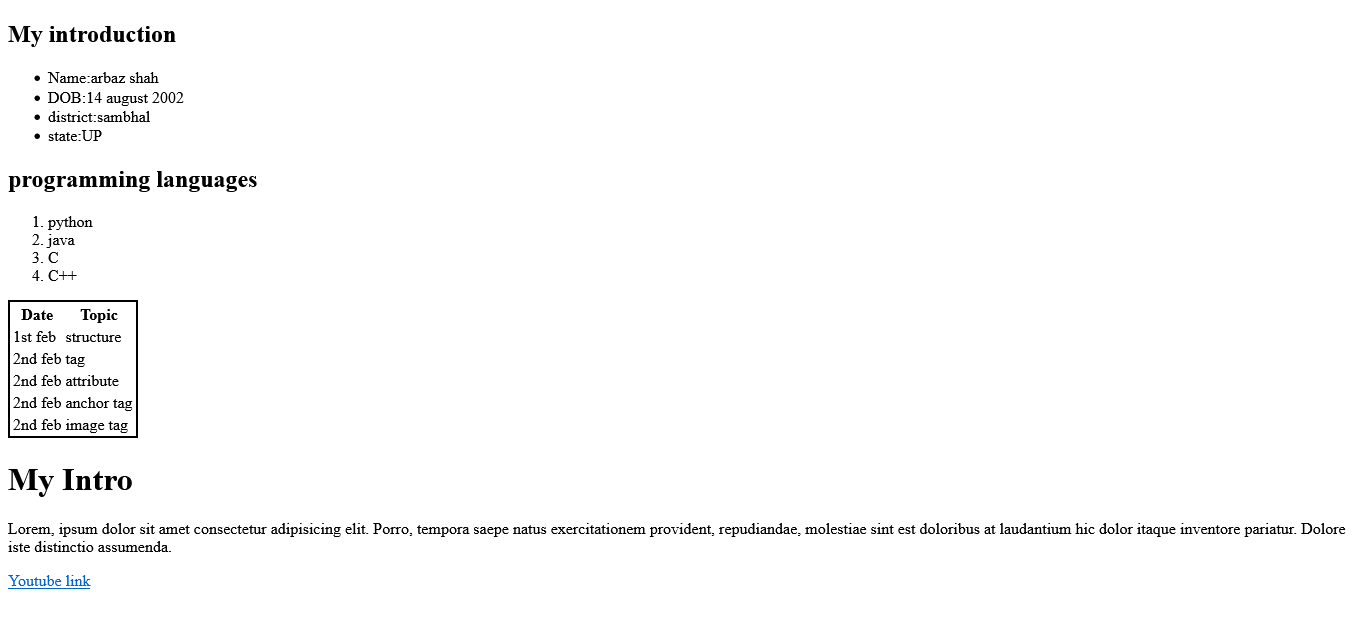 My introduction
Name:arbaz shah
DOB:14 august 2002
district:sambhal
state:UP
programming languages
1. python
2. java
3. C
4. C++
Date Topic
1st feb structure
2nd feb tag
2nd feb attribute
2nd feb anchor tag
2nd feb image tag
My Intro
Lorem, ipsum dolor sit amet consectetur adipisicing elit. Porro, tempora saepe natus exercitationem provident, repudiandae, molestiae sint est doloribus at laudantium hic dolor itaque inventore pariatur. Dolore
iste distinctio assumenda.
Youtube link